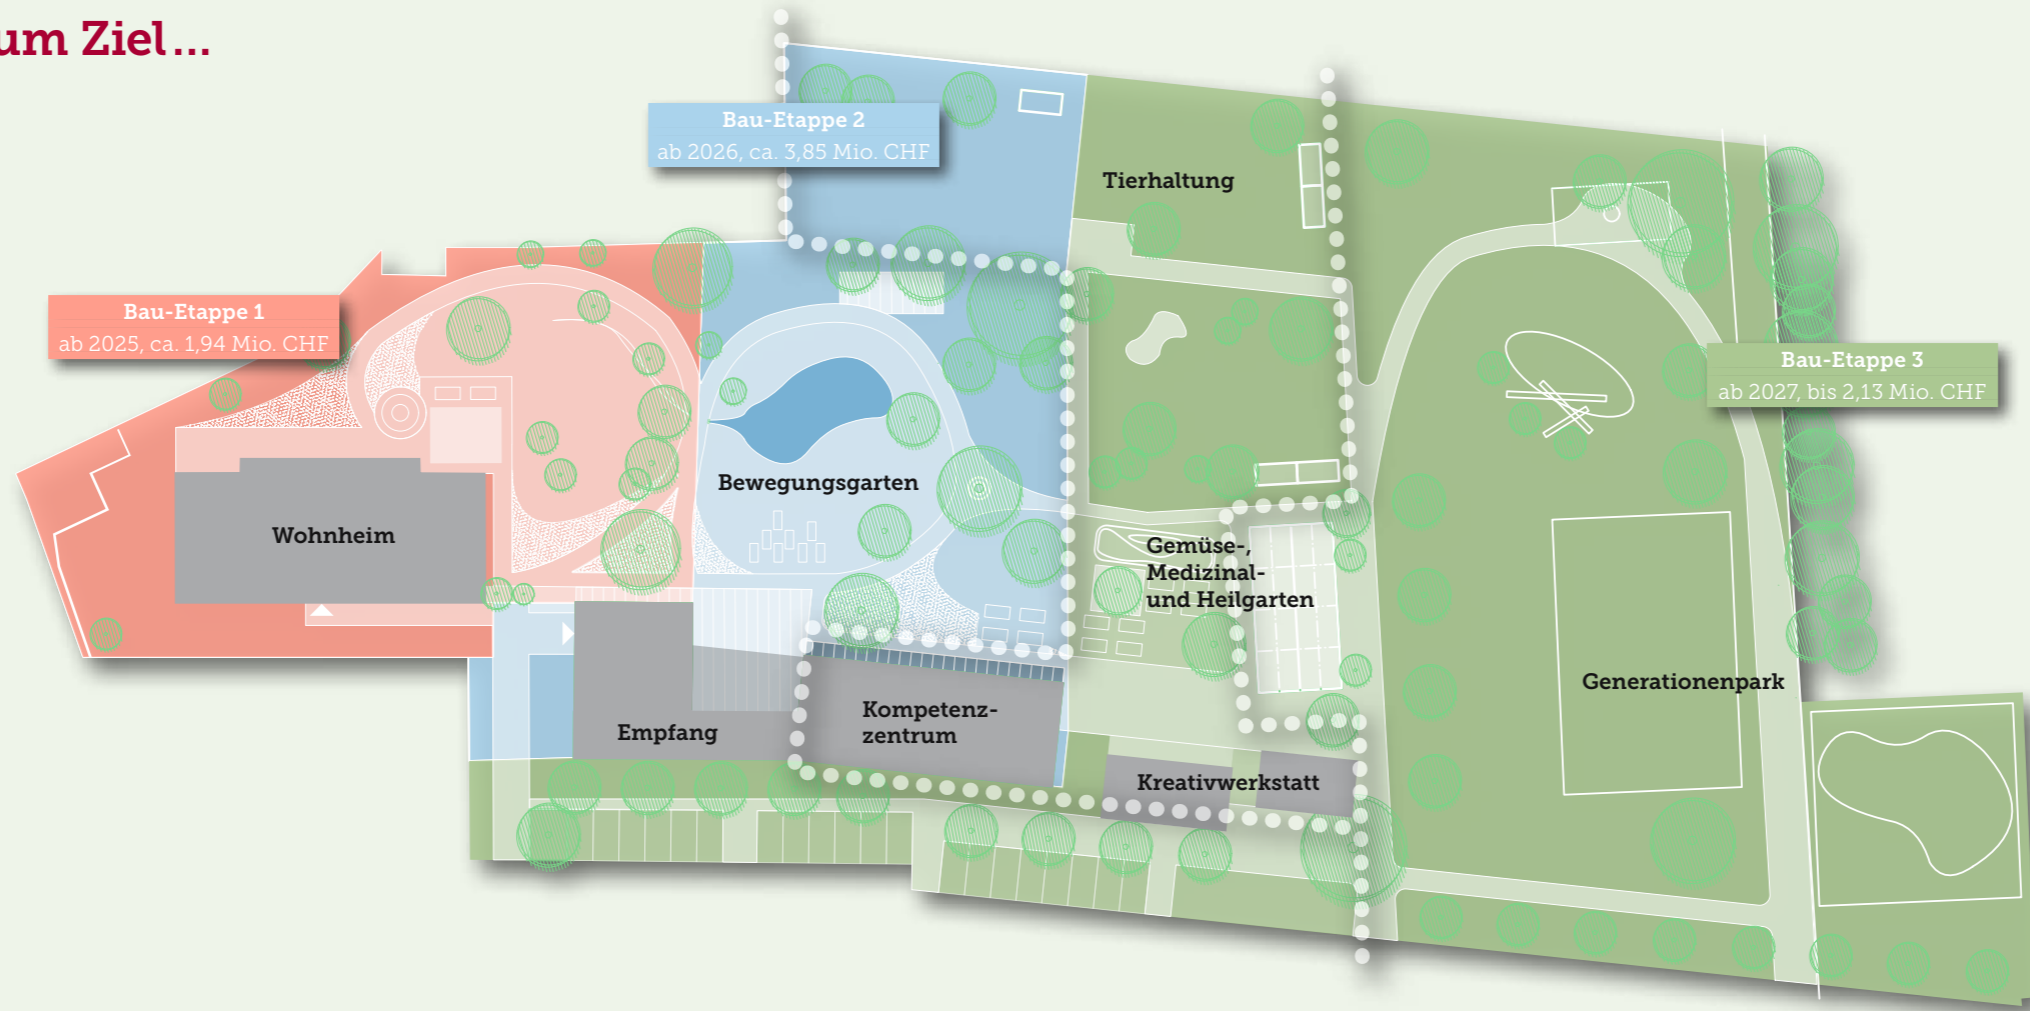 um Ziel...
Bau-Etappe 2
ab 2026, ca. 3,85 Mio. CHF
Tierhaltung
Bau-Etappe 1
ab 2025, ca. 1,94 Mio. CHF
Bau-Etappe 3
ab 2027, bis 2,13 Mio. CHF
Bewegungsgarten
Wohnheim
Gemüse-,
Medizinal-
und Heilgarten
Generationenpark
Kompetenz-
zentrum
Empfang
Kreativwerkstatt